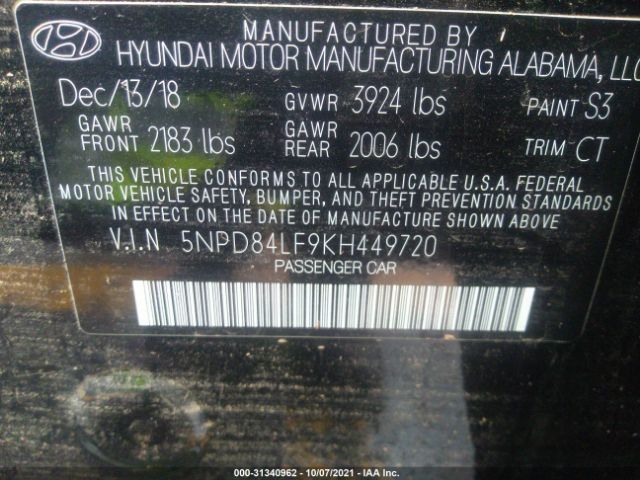 MANUFACTURED BY
HYUNDAI MOTOR MANUFACTURING ALABAMA, LLC
Dec/13/18 GVWR 3924 lbs PAINT S3
GAWR FRONT 2183 lbs GAWR REAR 2006 lbs TRIM CT
THIS VEHICLE CONFORMS TO ALL APPLICABLE U.S.A. FEDERAL
MOTOR VEHICLE SAFETY, BUMPER, AND THEFT PREVENTION STANDARDS
IN EFFECT ON THE DATE OF MANUFACTURE SHOWN ABOVE.
V.I.N 5NPD84LF9KH449720
PASSENGER CAR
000-31340962 - 10/07/2021 - IAA Inc.